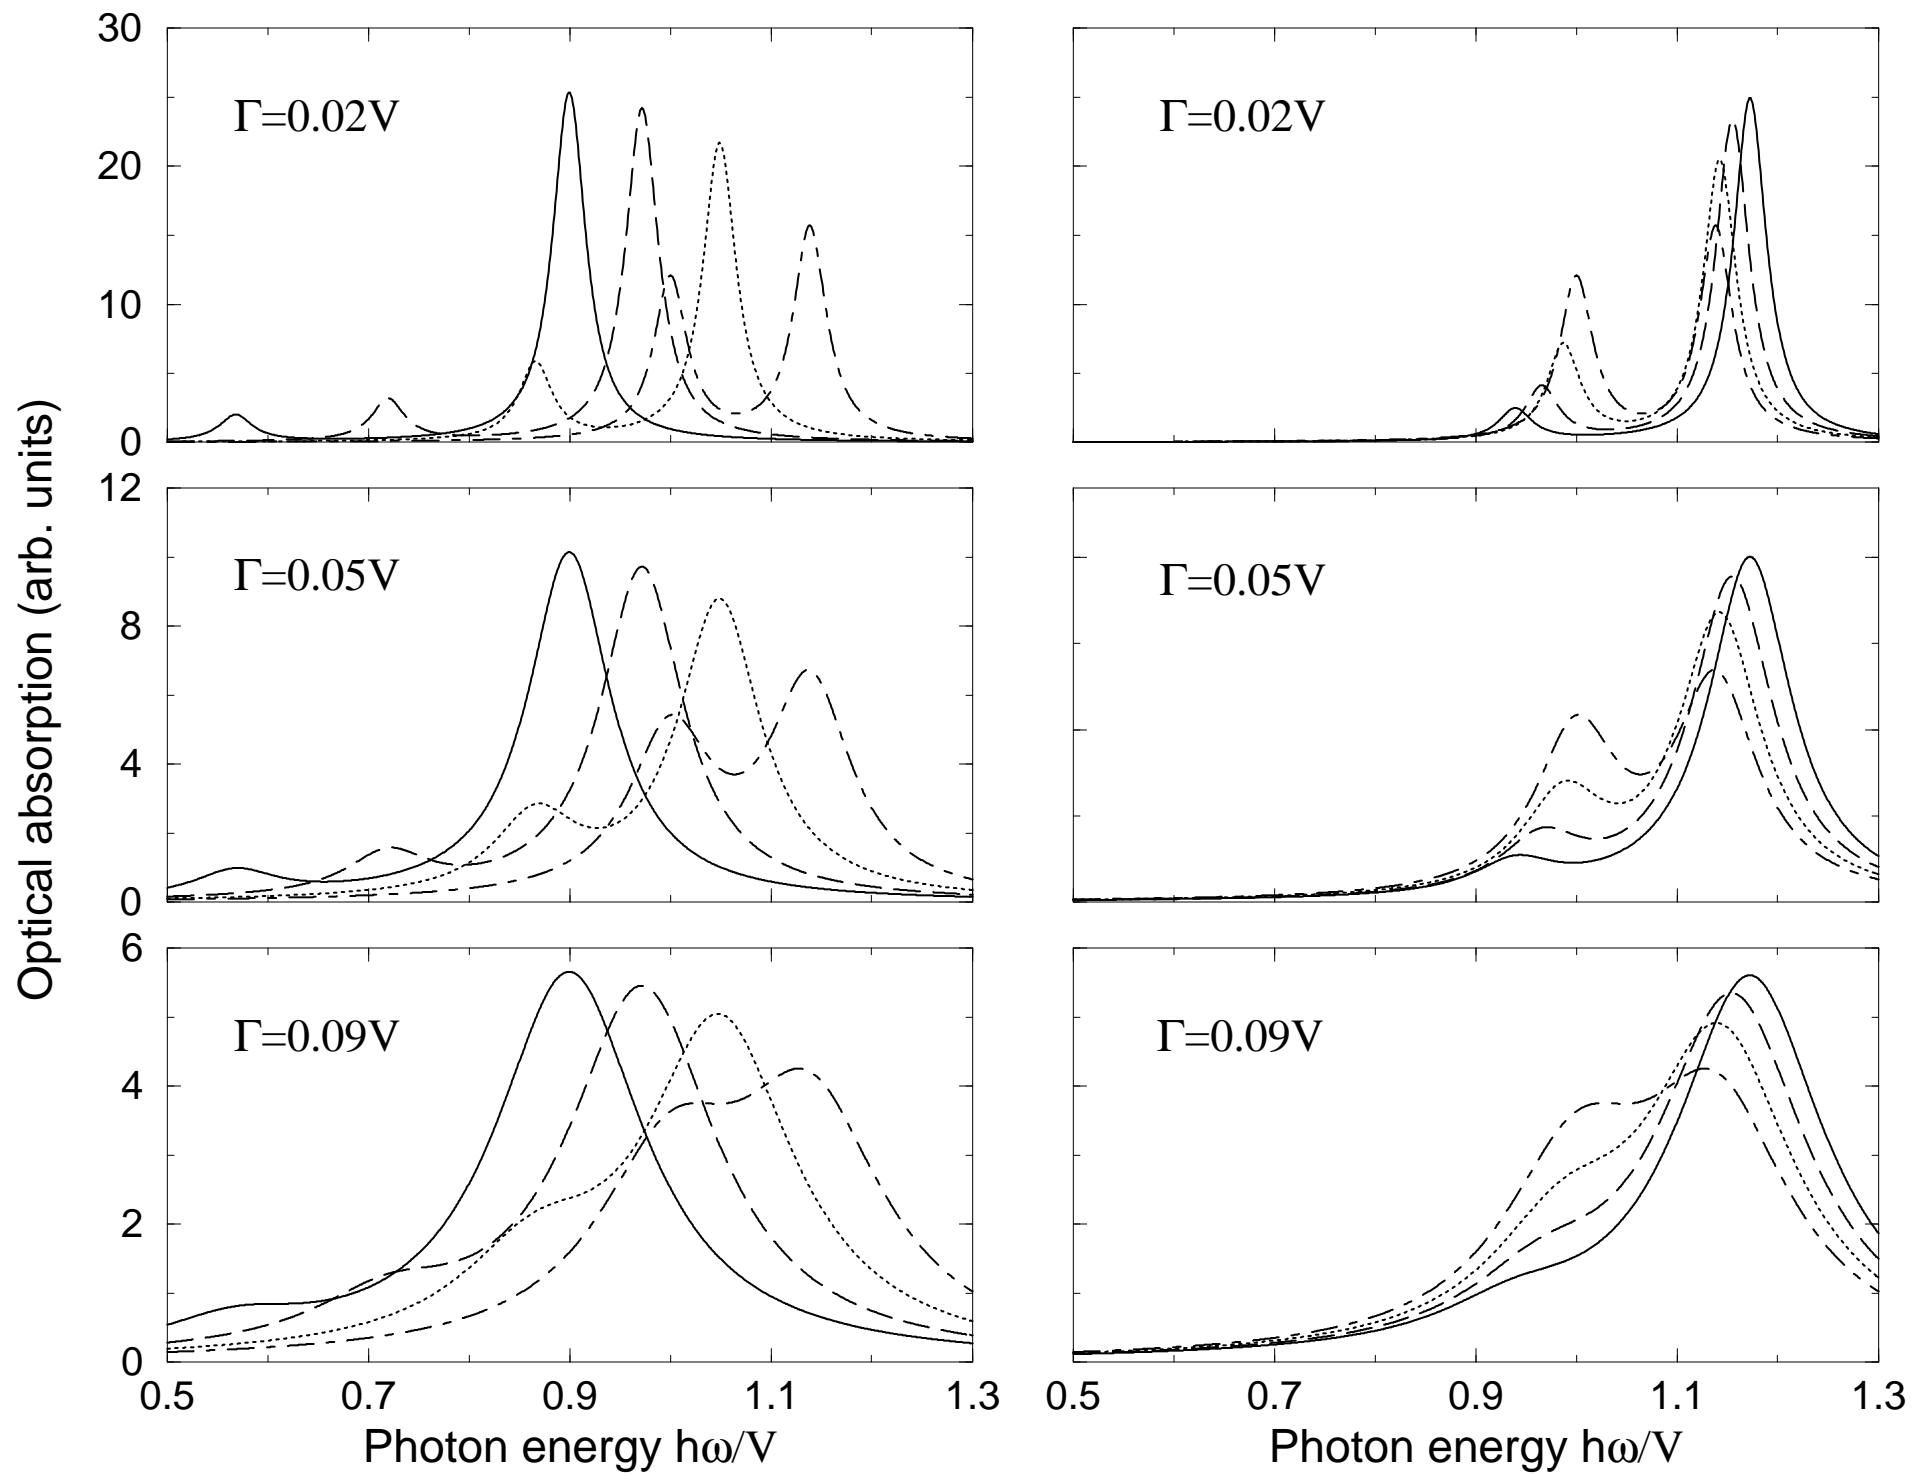 Optical absorption (arb. units)
30
20
10
0
Γ=0.02V
Γ=0.02V
12
8
4
0
Γ=0.05V
Γ=0.05V
6
4
2
0
Γ=0.09V
Γ=0.09V
0.5 0.7 0.9 1.1 1.3
0.5 0.7 0.9 1.1 1.3
Photon energy hω/V
Photon energy hω/V